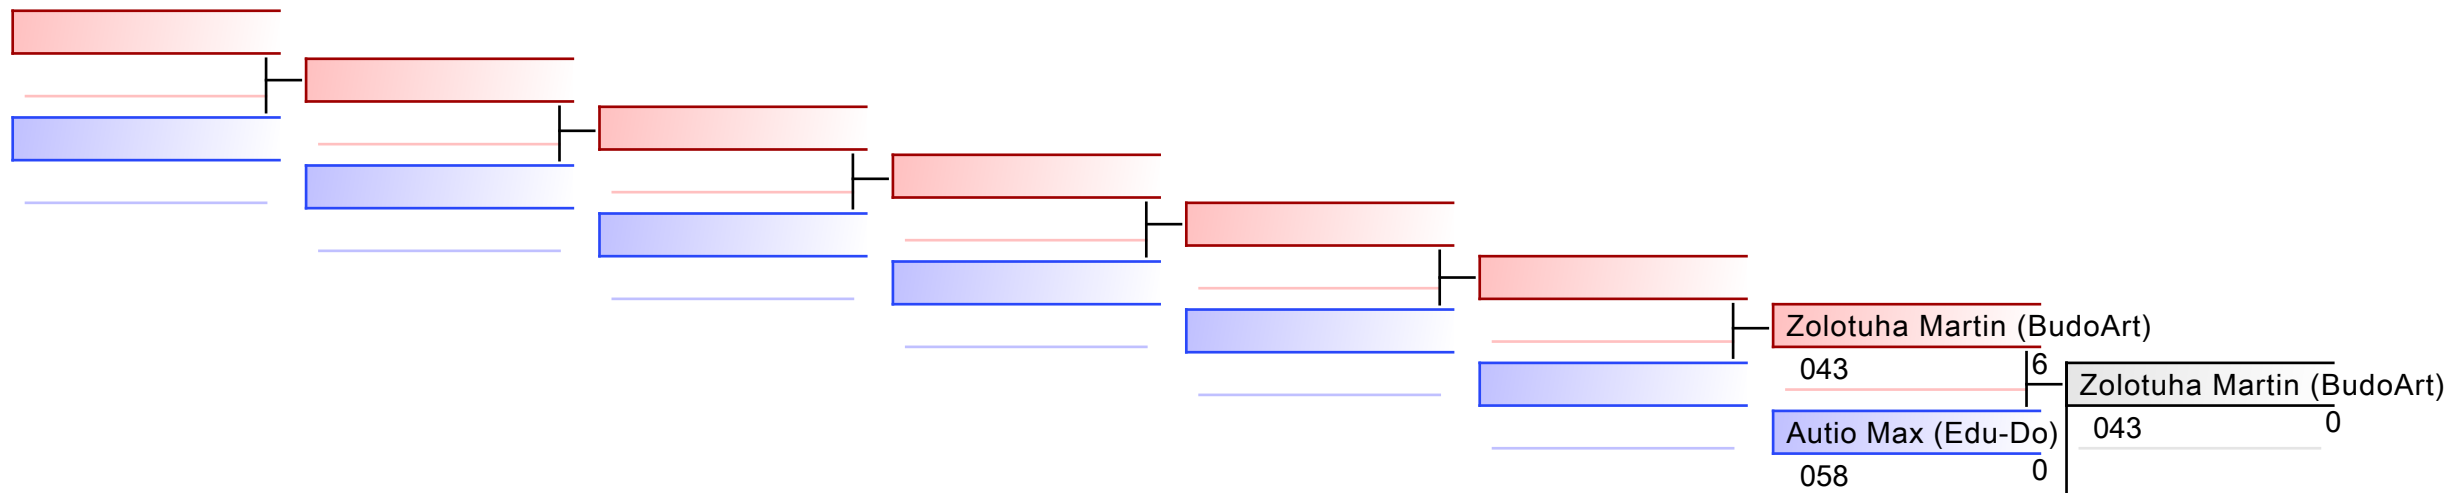 Zolotuha Martin (BudoArt)
043 6
Zolotuha Martin (BudoArt)
043 0
Autio Max (Edu-Do)
058 0